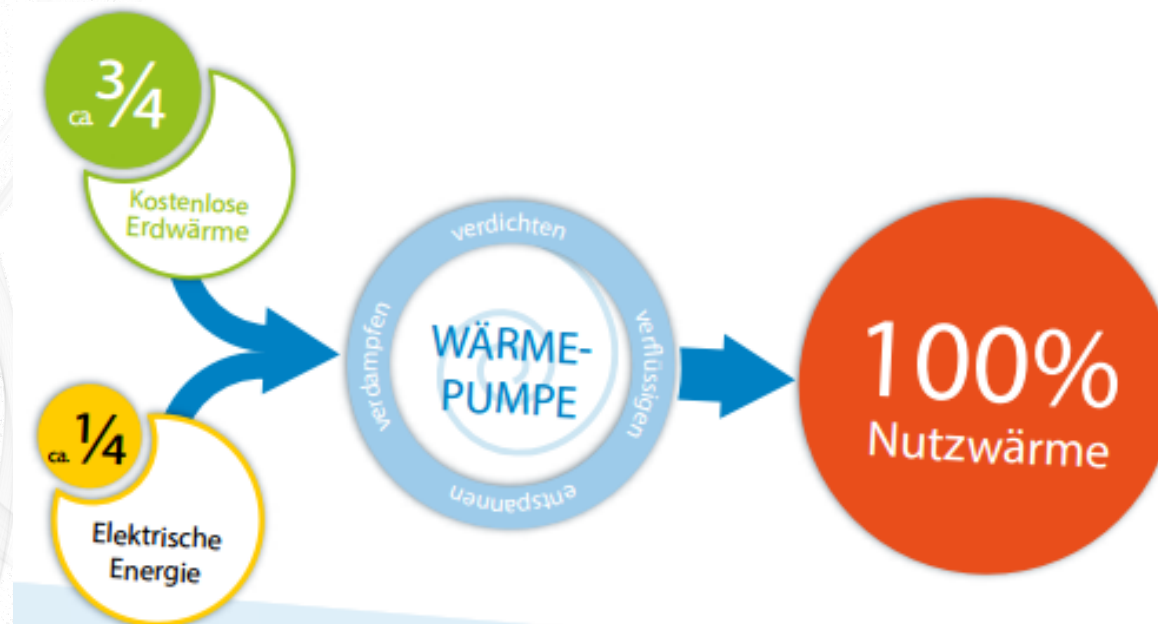 ca. 3/4
Kostenlose
Erdwärme
ca. 1/4
Elektrische
Energie
verdichten
verflüssigen
entspannen
verdampfen
WÄRME-
PUMPE
100%
Nutzwärme